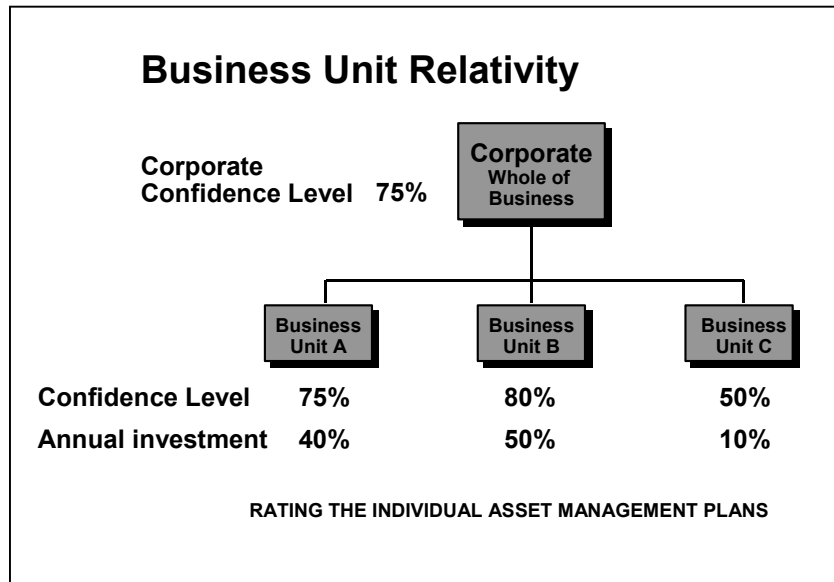 Business Unit Relativity
Corporate
Confidence Level 75%
Corporate
Whole of
Business
Business
Unit A
Business
Unit B
Business
Unit C
Confidence Level 75% 80% 50%
Annual investment 40% 50% 10%
RATING THE INDIVIDUAL ASSET MANAGEMENT PLANS